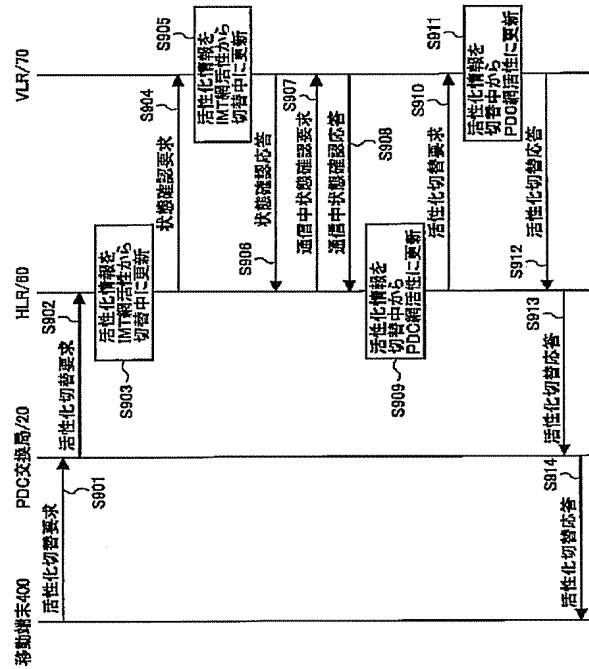 移動端末400
PDC交換局/20
HLR/60
VLR/70
活性化切替要求
S901
活性化切替要求
S902
活性化情報を
IMT網活性から
切替中に更新
S903
状態確認要求
S904
活性化情報を
IMT網活性から
切替中に更新
S905
状態確認応答
S906
通信中状態確認要求
S907
通信中状態確認応答
S908
活性化情報を
切替中から
PDC網活性に更新
S909
活性化切替要求
S910
活性化情報を
切替中から
PDC網活性に更新
S911
活性化切替応答
S912
活性化切替応答
S913
活性化切替応答
S914